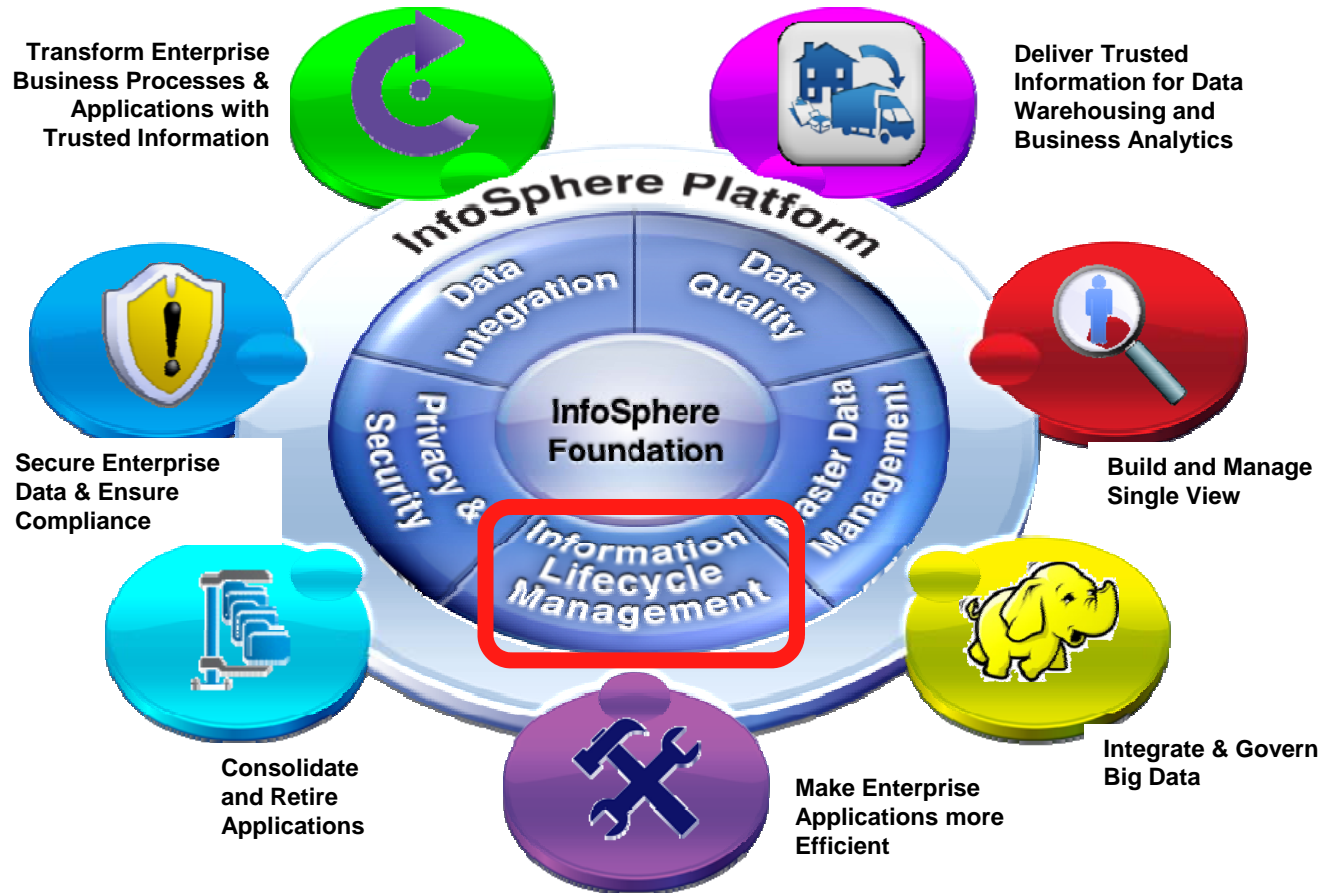 Transform Enterprise
Business Processes &
Applications with
Trusted Information
Deliver Trusted
Information for Data
Warehousing and
Business Analytics
InfoSphere Platform
Data
Integration
Data
Quality
Privacy &
Security
InfoSphere
Foundation
Master Data
Management
Information
Lifecycle
Management
Secure Enterprise
Data & Ensure
Compliance
Build and Manage
Single View
Consolidate
and Retire
Applications
Make Enterprise
Applications more
Efficient
Integrate & Govern
Big Data